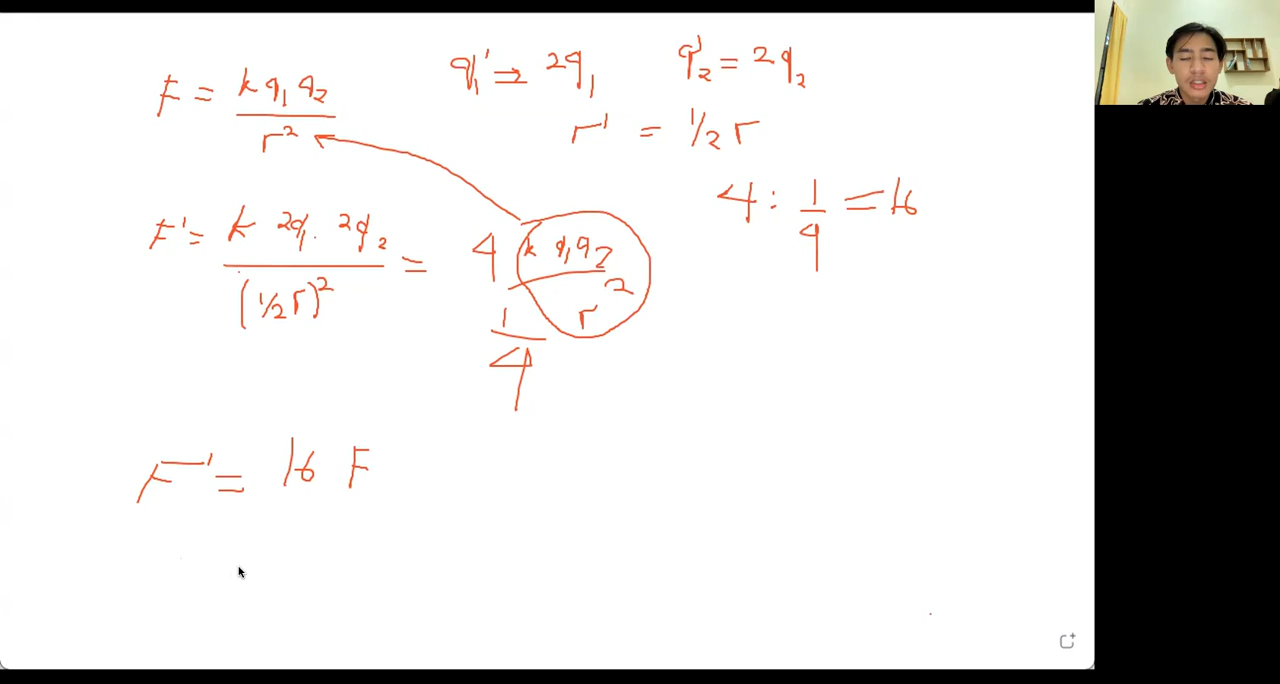 F = k q₁ q₂ / r²
q₁' ⇒ 2q₁ q₂' = 2q₂
r' = 1/2 r
F' = k 2q₁ . 2q₂ / (1/2 r)² = 4 k q₁ q₂ / 1/4 r²
4 : 1/4 = 16
F' = 16 F